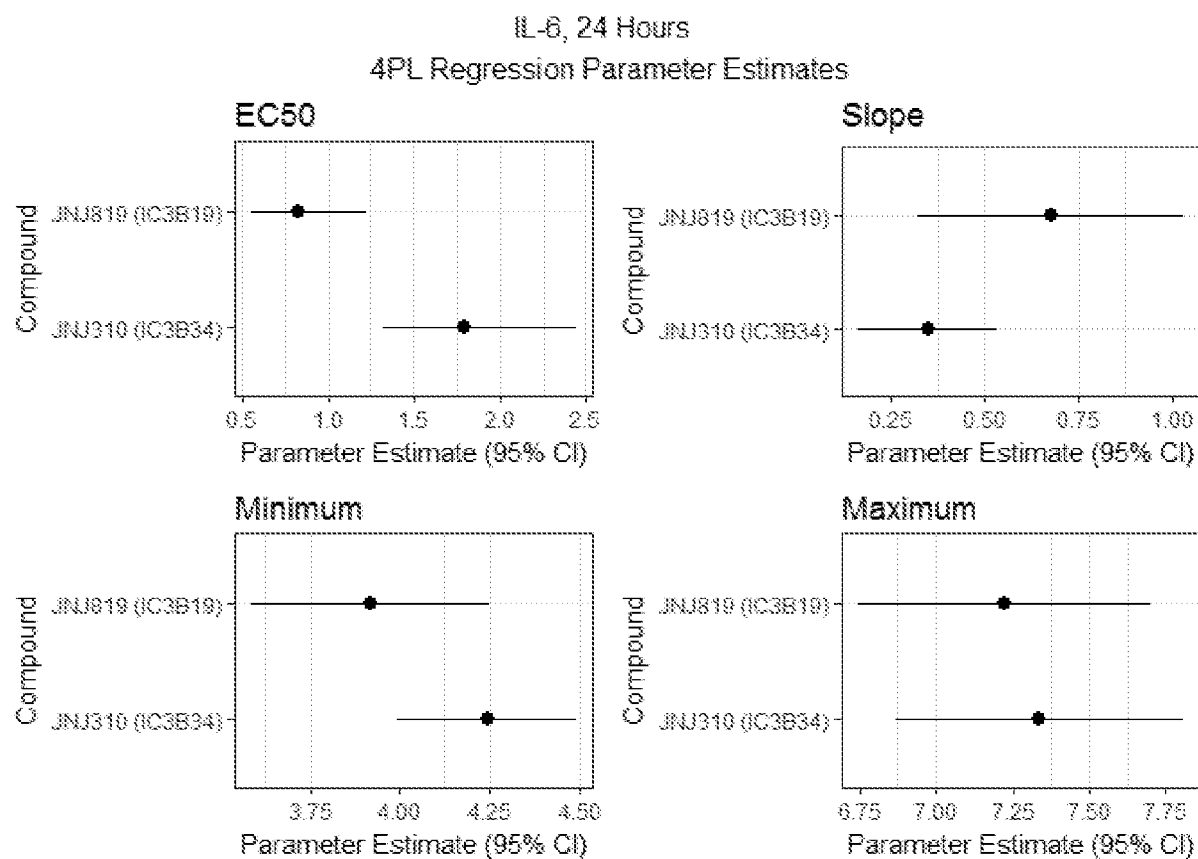 IL-6, 24 Hours
4PL Regression Parameter Estimates
EC50
Compound
JNJ819 (IC3B19)
JNJ310 (IC3B34)
0.5 1.0 1.5 2.0 2.5
Parameter Estimate (95% CI)
Slope
Compound
JNJ819 (IC3B19)
JNJ310 (IC3B34)
0.25 0.50 0.75 1.00
Parameter Estimate (95% CI)
Minimum
Compound
JNJ819 (IC3B19)
JNJ310 (IC3B34)
3.75 4.00 4.25 4.50
Parameter Estimate (95% CI)
Maximum
Compound
JNJ819 (IC3B19)
JNJ310 (IC3B34)
6.75 7.00 7.25 7.50 7.75
Parameter Estimate (95% CI)